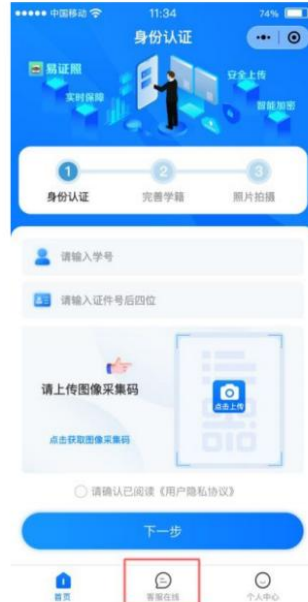 中国移动 11:34 74%
身份认证
易证照
安全上传
实时保障
智能加密
1 2 3
身份认证 完善学籍 照片拍摄
请输入学号
请输入证件号后四位
请上传图像采集码
点击上传
点击获取图像采集码
请确认已阅读《用户隐私协议》
下一步
首页 客服在线 个人中心